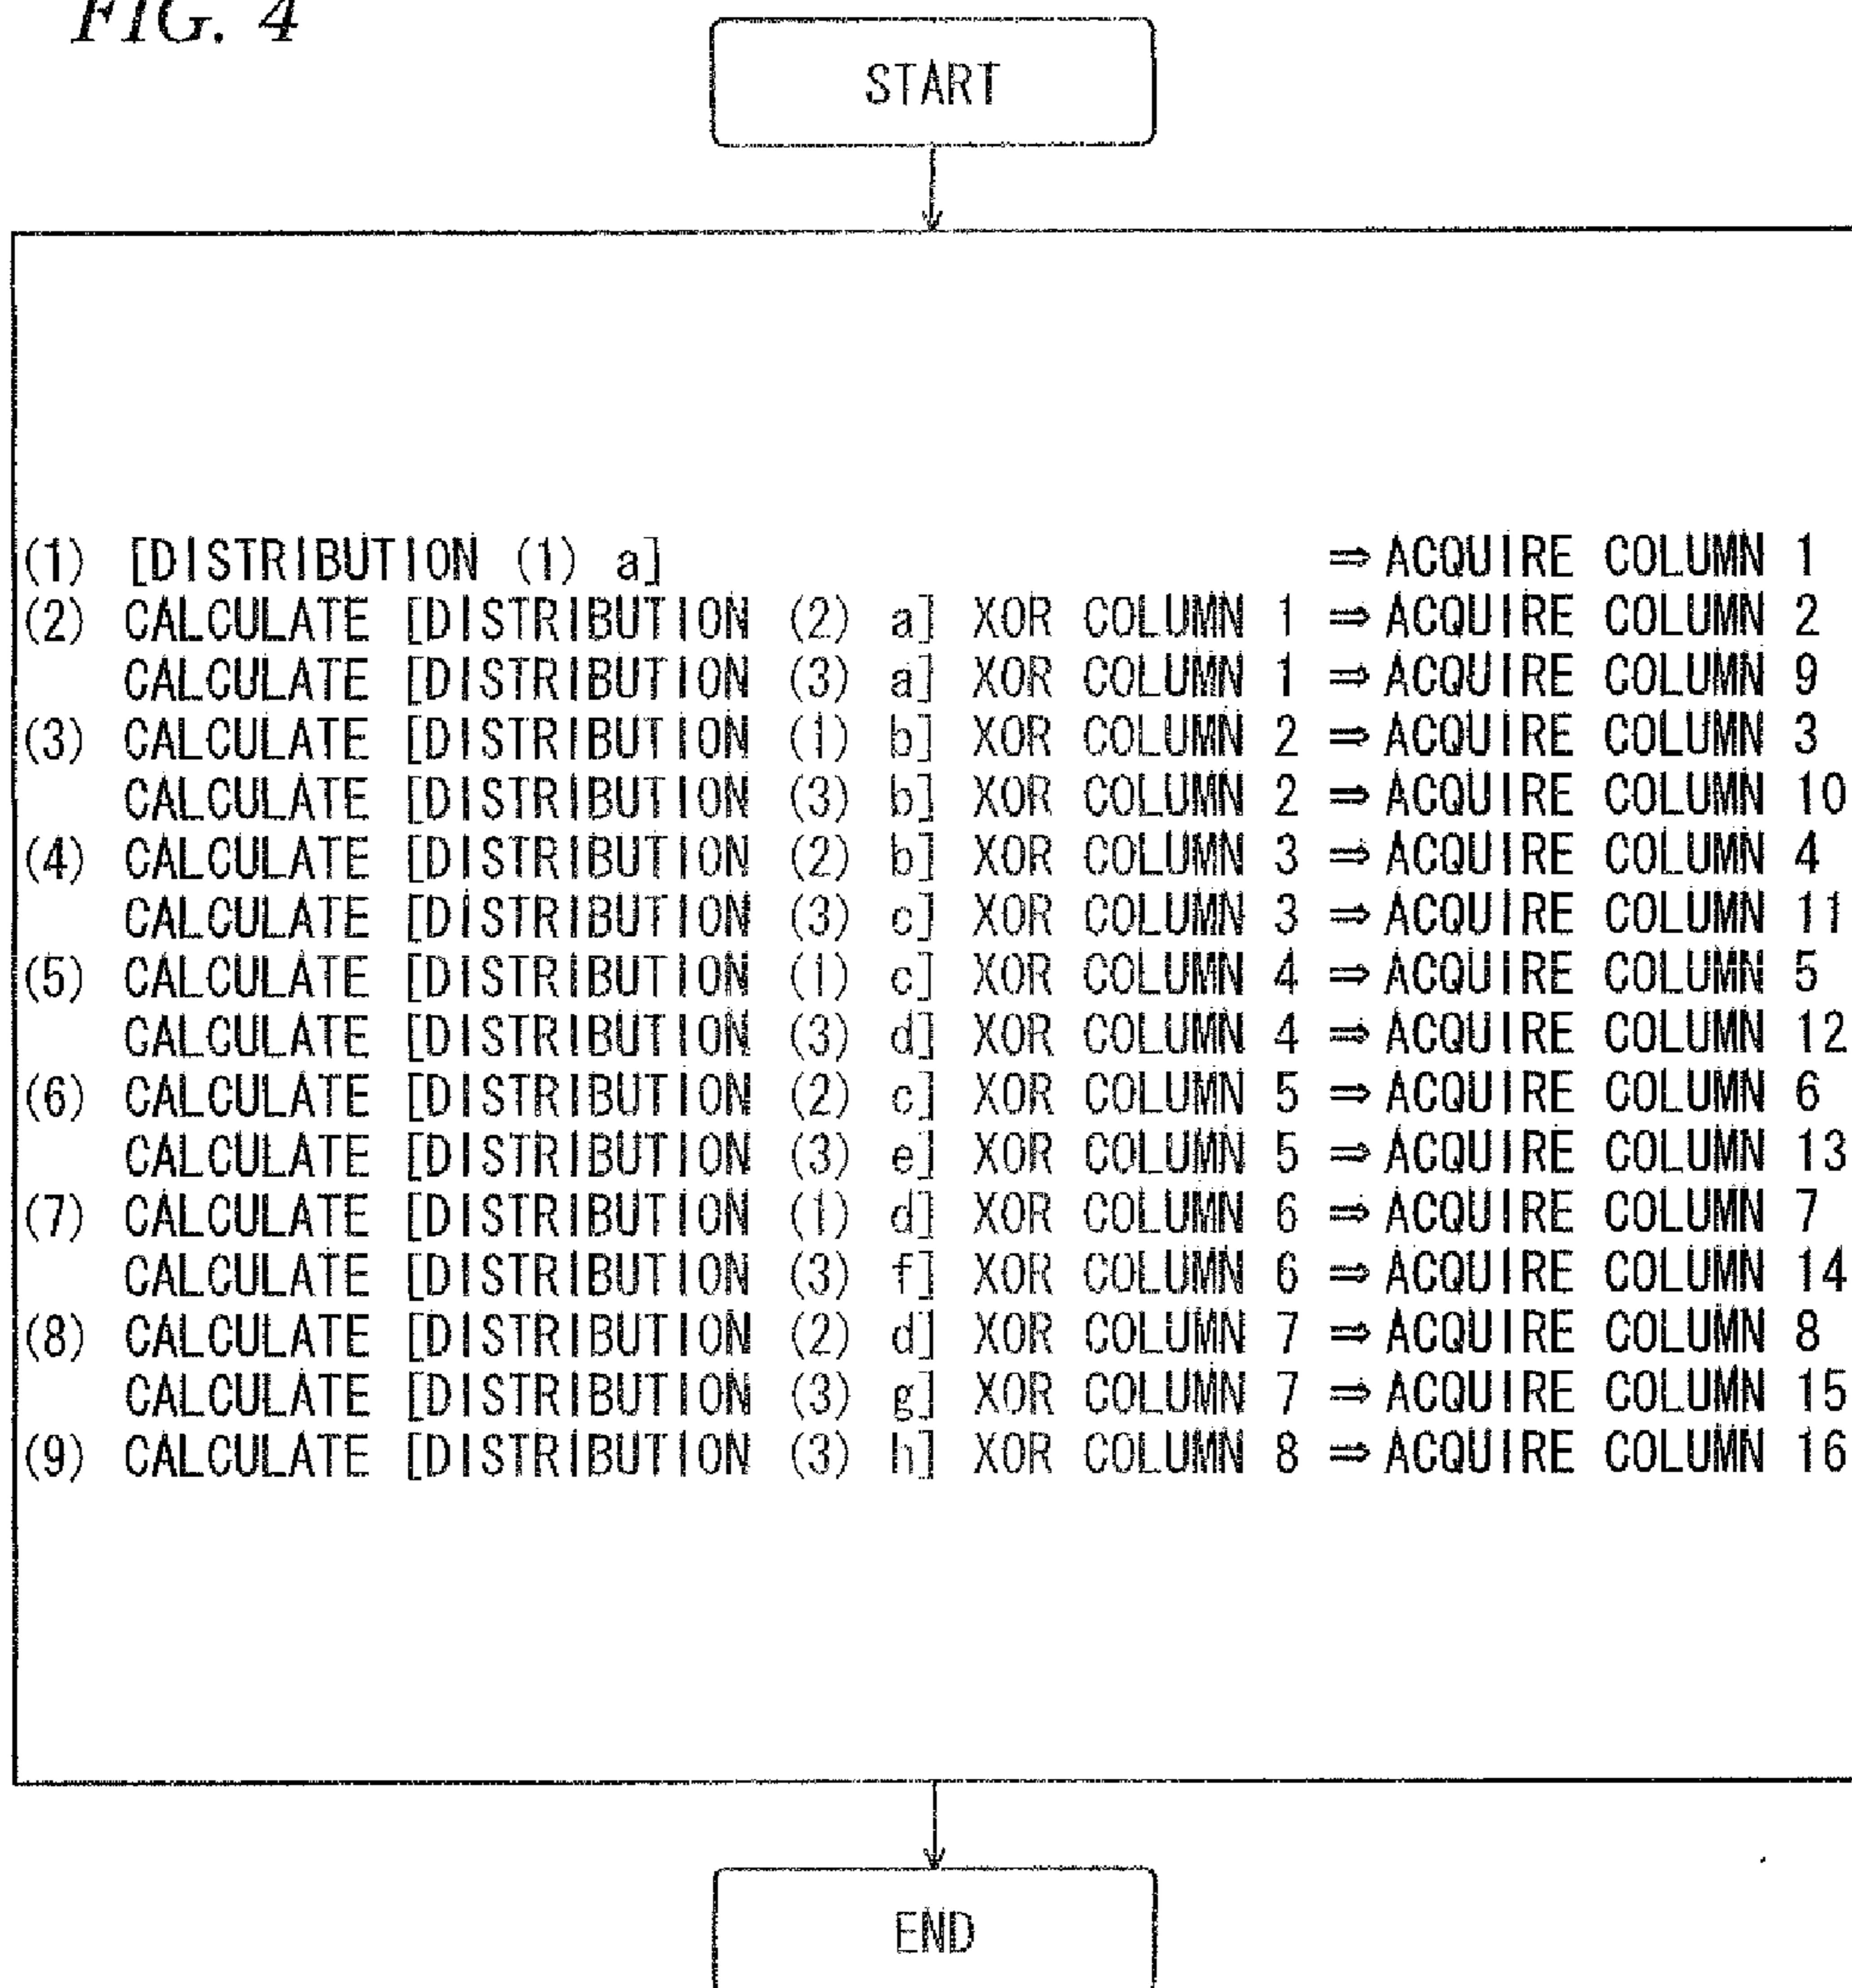 FIG. 4
START
(1) [DISTRIBUTION (1) a] ⇒ ACQUIRE COLUMN 1
(2) CALCULATE [DISTRIBUTION (2) a] XOR COLUMN 1 ⇒ ACQUIRE COLUMN 2
CALCULATE [DISTRIBUTION (3) a] XOR COLUMN 1 ⇒ ACQUIRE COLUMN 9
(3) CALCULATE [DISTRIBUTION (1) b] XOR COLUMN 2 ⇒ ACQUIRE COLUMN 3
CALCULATE [DISTRIBUTION (3) b] XOR COLUMN 2 ⇒ ACQUIRE COLUMN 10
(4) CALCULATE [DISTRIBUTION (2) b] XOR COLUMN 3 ⇒ ACQUIRE COLUMN 4
CALCULATE [DISTRIBUTION (3) c] XOR COLUMN 3 ⇒ ACQUIRE COLUMN 11
(5) CALCULATE [DISTRIBUTION (1) c] XOR COLUMN 4 ⇒ ACQUIRE COLUMN 5
CALCULATE [DISTRIBUTION (3) d] XOR COLUMN 4 ⇒ ACQUIRE COLUMN 12
(6) CALCULATE [DISTRIBUTION (2) c] XOR COLUMN 5 ⇒ ACQUIRE COLUMN 6
CALCULATE [DISTRIBUTION (3) e] XOR COLUMN 5 ⇒ ACQUIRE COLUMN 13
(7) CALCULATE [DISTRIBUTION (1) d] XOR COLUMN 6 ⇒ ACQUIRE COLUMN 7
CALCULATE [DISTRIBUTION (3) f] XOR COLUMN 6 ⇒ ACQUIRE COLUMN 14
(8) CALCULATE [DISTRIBUTION (2) d] XOR COLUMN 7 ⇒ ACQUIRE COLUMN 8
CALCULATE [DISTRIBUTION (3) g] XOR COLUMN 7 ⇒ ACQUIRE COLUMN 15
(9) CALCULATE [DISTRIBUTION (3) h] XOR COLUMN 8 ⇒ ACQUIRE COLUMN 16
END